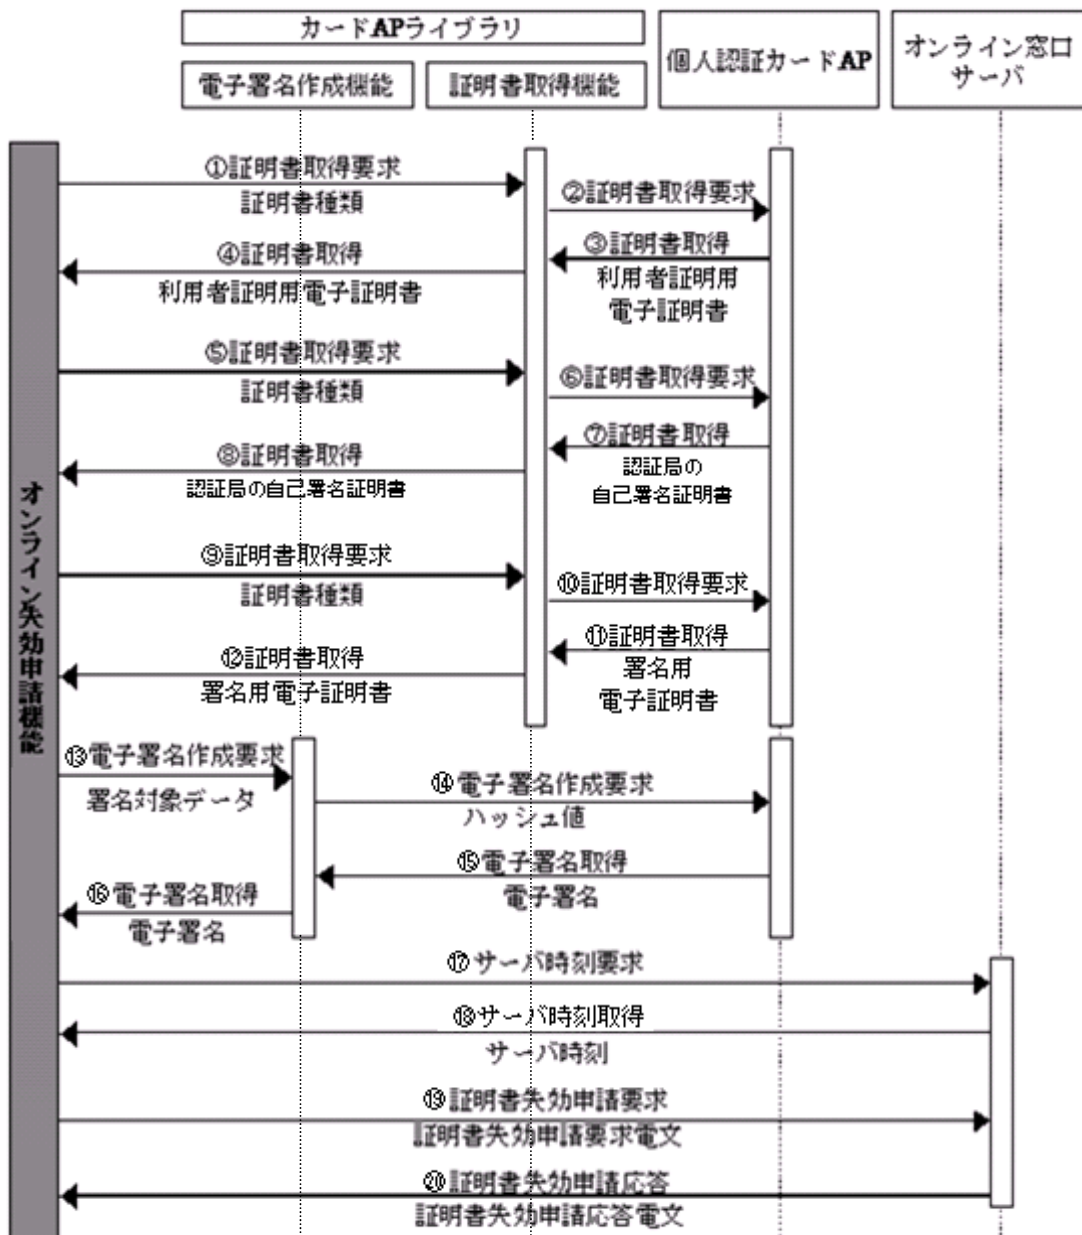 カードAPライブラリ
個人認証カードAP
オンライン窓口
サーバ
電子署名作成機能
証明書取得機能
オンライン失効申請機能
①証明書取得要求
証明書種類
②証明書取得要求
③証明書取得
利用者証明用
電子証明書
④証明書取得
利用者証明用電子証明書
⑤証明書取得要求
証明書種類
⑥証明書取得要求
⑦証明書取得
認証局の
自己署名証明書
⑧証明書取得
認証局の自己署名証明書
⑨証明書取得要求
証明書種類
⑩証明書取得要求
⑪証明書取得
署名用
電子証明書
⑫証明書取得
署名用電子証明書
⑬電子署名作成要求
署名対象データ
⑭電子署名作成要求
ハッシュ値
⑮電子署名取得
電子署名
⑯電子署名取得
電子署名
⑰サーバ時刻要求
⑱サーバ時刻取得
サーバ時刻
⑲証明書失効申請要求
証明書失効申請要求電文
⑳証明書失効申請応答
証明書失効申請応答電文